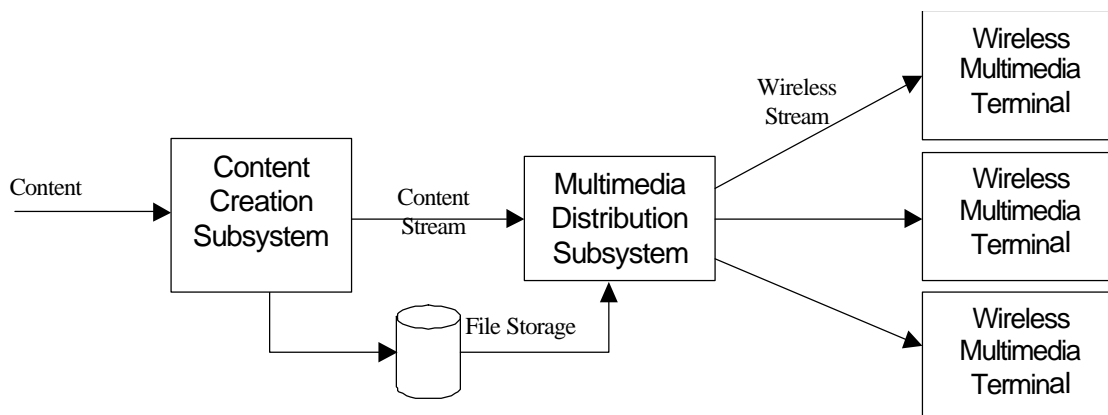 Content
Content
Creation
Subsystem
Content
Stream
File Storage
Multimedia
Distribution
Subsystem
Wireless
Stream
Wireless
Multimedia
Terminal
Wireless
Multimedia
Terminal
Wireless
Multimedia
Terminal